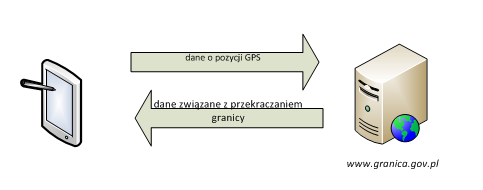 dane o pozycji GPS
dane związane z przekraczaniem
granicy
www.granica.gov.pl